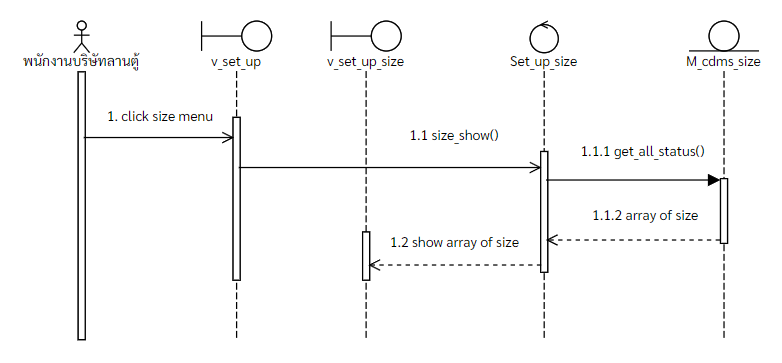 พนักงานบริษัทลานตู้
v_set_up
v_set_up_size
Set_up_size
M_cdms_size
1. click size menu
1.1 size_show()
1.1.1 get_all_status()
1.1.2 array of size
1.2 show array of size